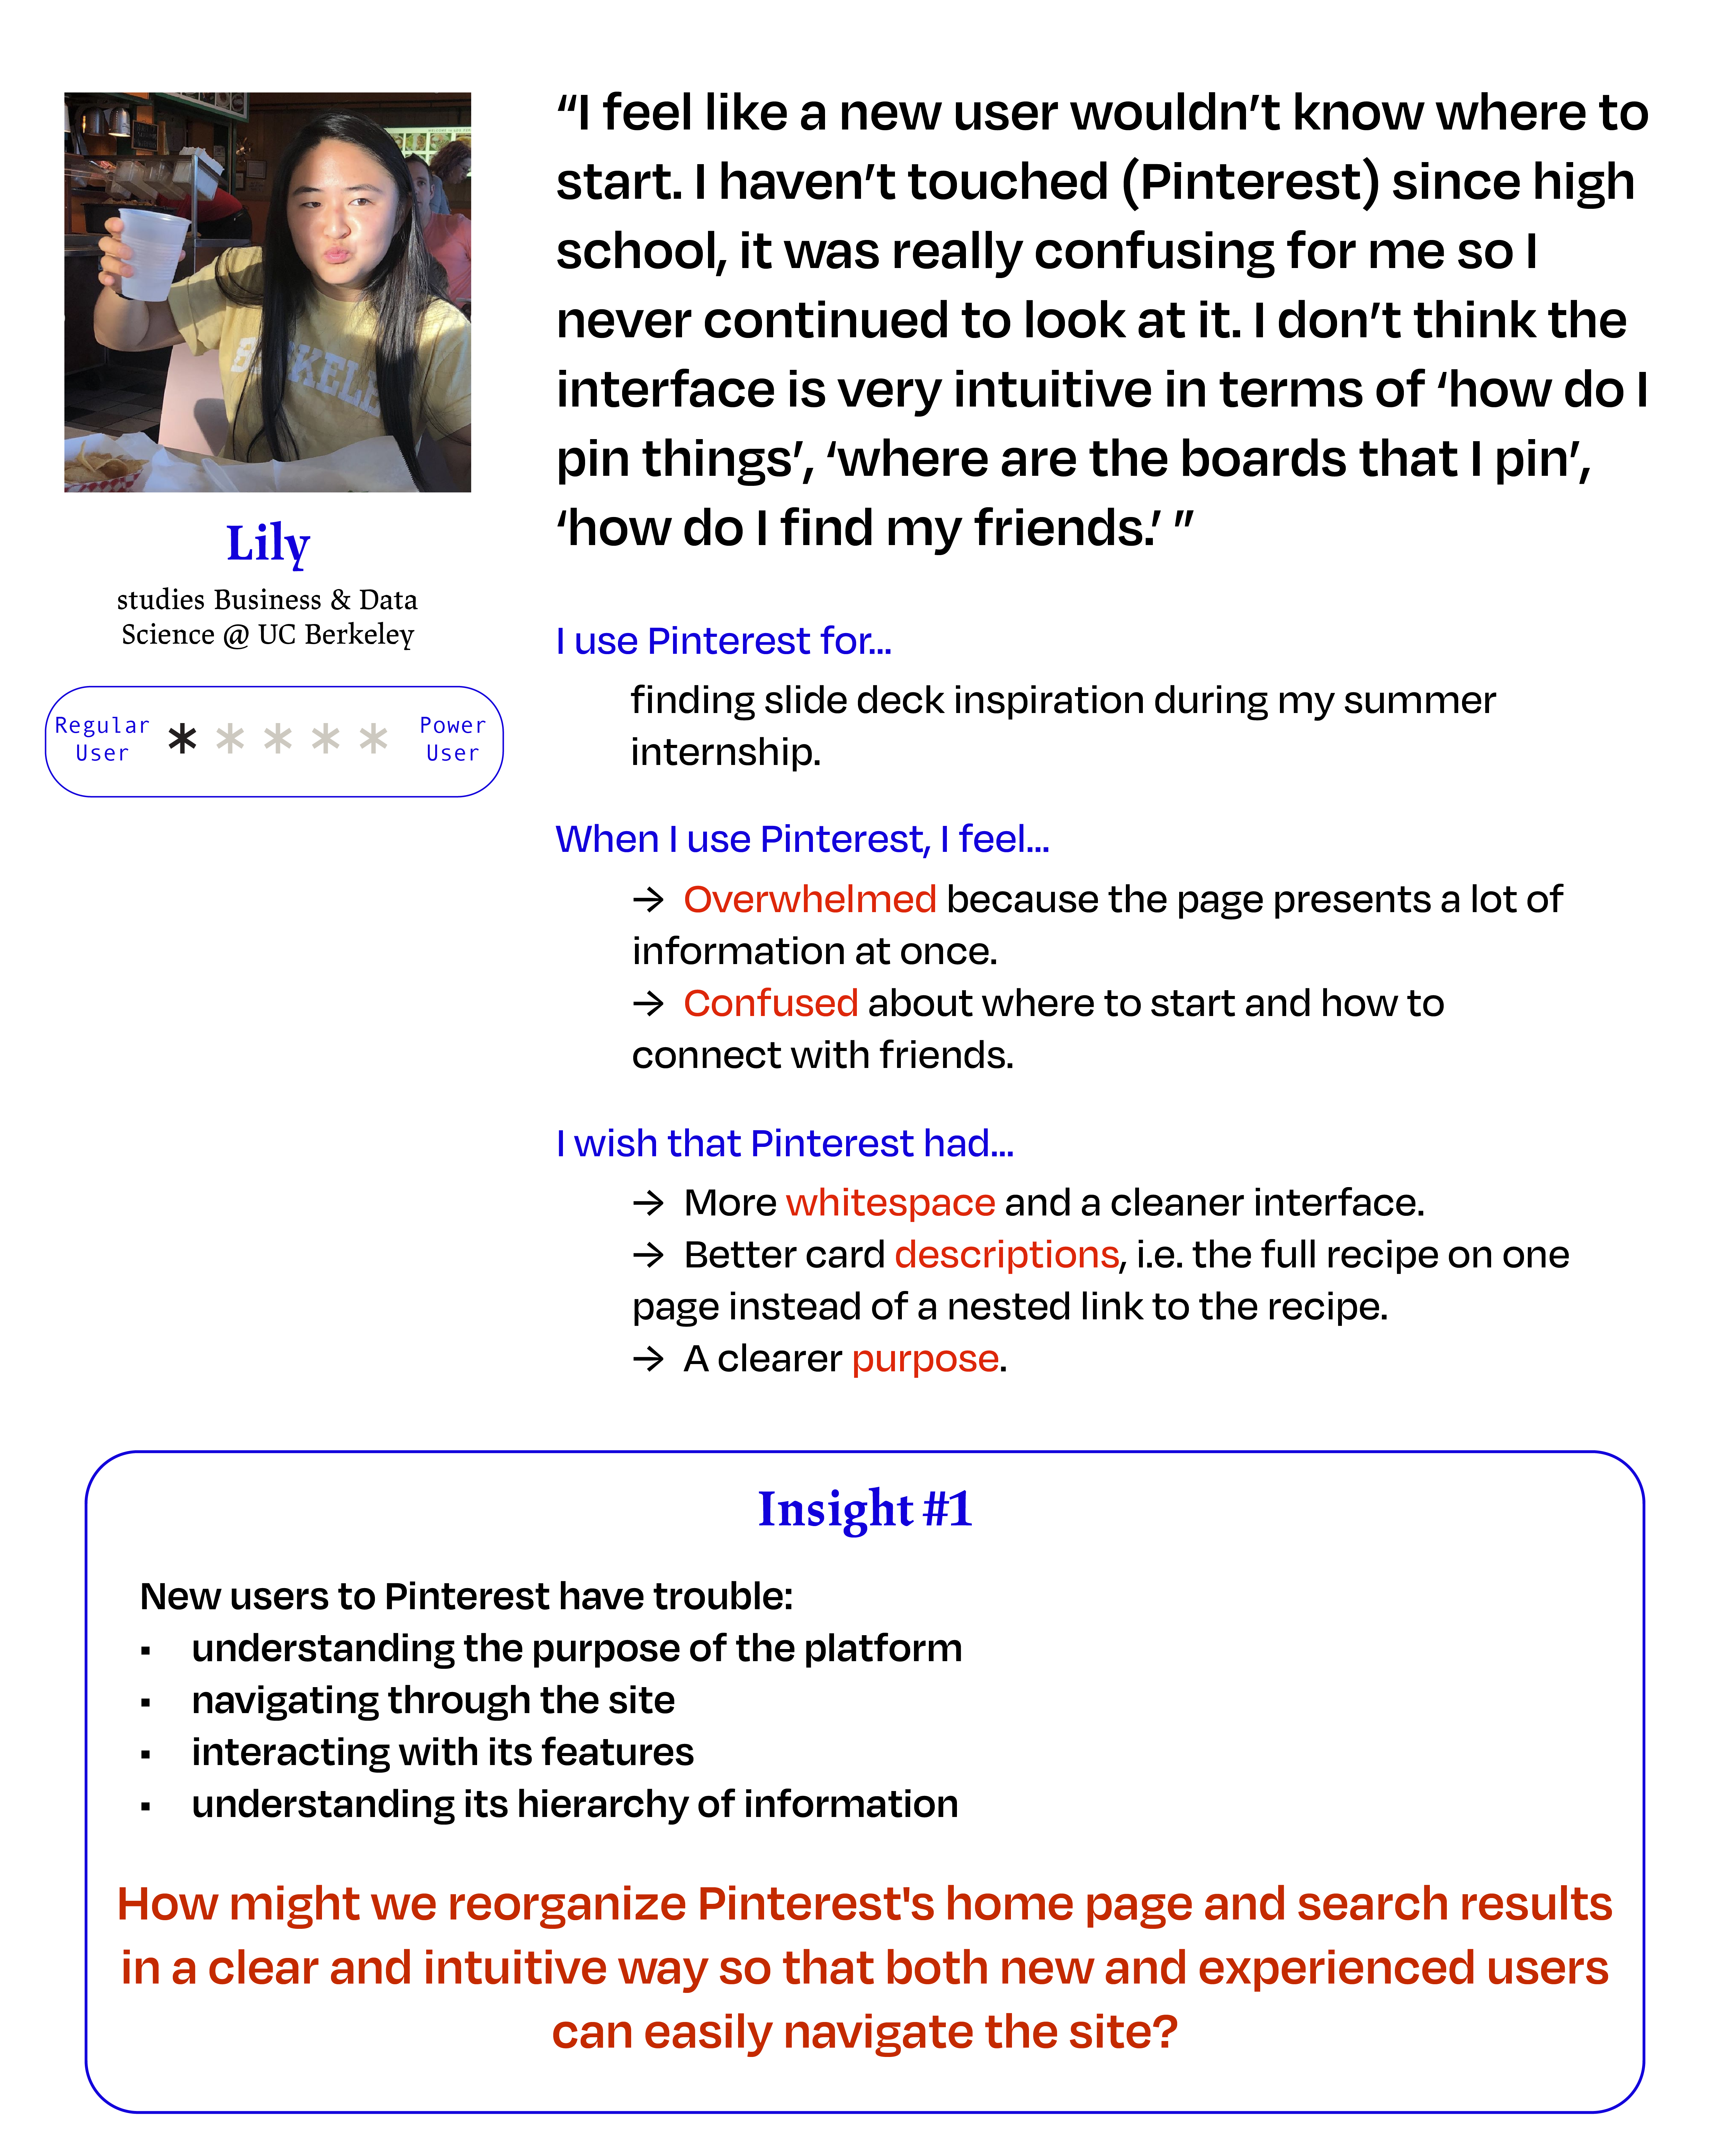 “I feel like a new user wouldn’t know where to
start. I haven’t touched (Pinterest) since high
school, it was really confusing for me so I
never continued to look at it. I don’t think the
interface is very intuitive in terms of ‘how do I
pin things’, ‘where are the boards that I pin’,
‘how do I find my friends.’ ”
Lily
studies Business & Data
Science @ UC Berkeley
Regular
User
* * * * *
Power
User
I use Pinterest for...
finding slide deck inspiration during my summer
internship.
When I use Pinterest, I feel...
→ Overwhelmed because the page presents a lot of
information at once.
→ Confused about where to start and how to
connect with friends.
I wish that Pinterest had...
→ More whitespace and a cleaner interface.
→ Better card descriptions, i.e. the full recipe on one
page instead of a nested link to the recipe.
→ A clearer purpose.
Insight #1
New users to Pinterest have trouble:
▪ understanding the purpose of the platform
▪ navigating through the site
▪ interacting with its features
▪ understanding its hierarchy of information
How might we reorganize Pinterest's home page and search results
in a clear and intuitive way so that both new and experienced users
can easily navigate the site?